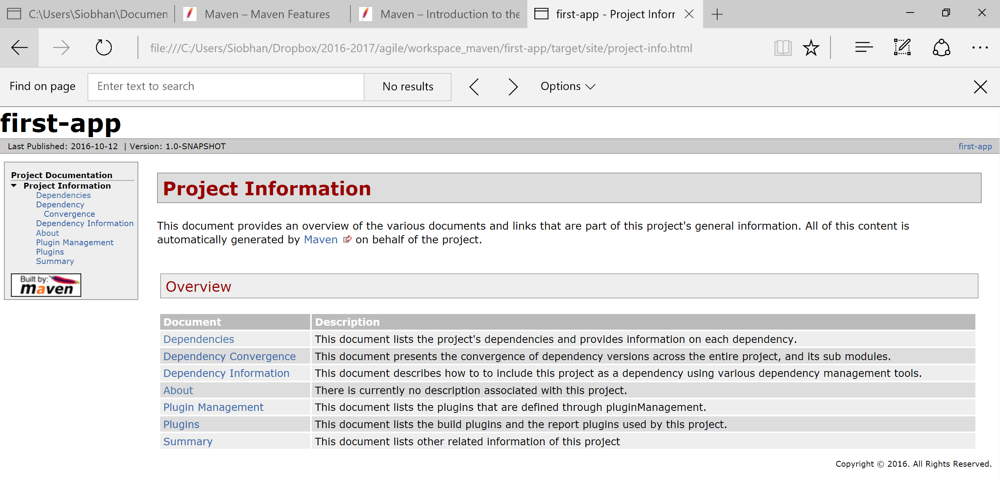 C:\Users\Siobhan\Documen
Maven – Maven Features
Maven – Introduction to the
first-app - Project Inforr
file:///C:/Users/Siobhan/Dropbox/2016-2017/agile/workspace_maven/first-app/target/site/project-info.html
Find on page
Enter text to search
No results
Options
first-app
Last Published: 2016-10-12 | Version: 1.0-SNAPSHOT
first-app
Project Documentation
Project Information
Dependencies
Dependency
Convergence
Dependency Information
About
Plugin Management
Plugins
Summary
Built by:
maven
Project Information
This document provides an overview of the various documents and links that are part of this project's general information. All of this content is
automatically generated by Maven on behalf of the project.
Overview
Document Description
Dependencies This document lists the project's dependencies and provides information on each dependency.
Dependency Convergence This document presents the convergence of dependency versions across the entire project, and its sub modules.
Dependency Information This document describes how to to include this project as a dependency using various dependency management tools.
About There is currently no description associated with this project.
Plugin Management This document lists the plugins that are defined through pluginManagement.
Plugins This document lists the build plugins and the report plugins used by this project.
Summary This document lists other related information of this project
Copyright © 2016. All Rights Reserved.